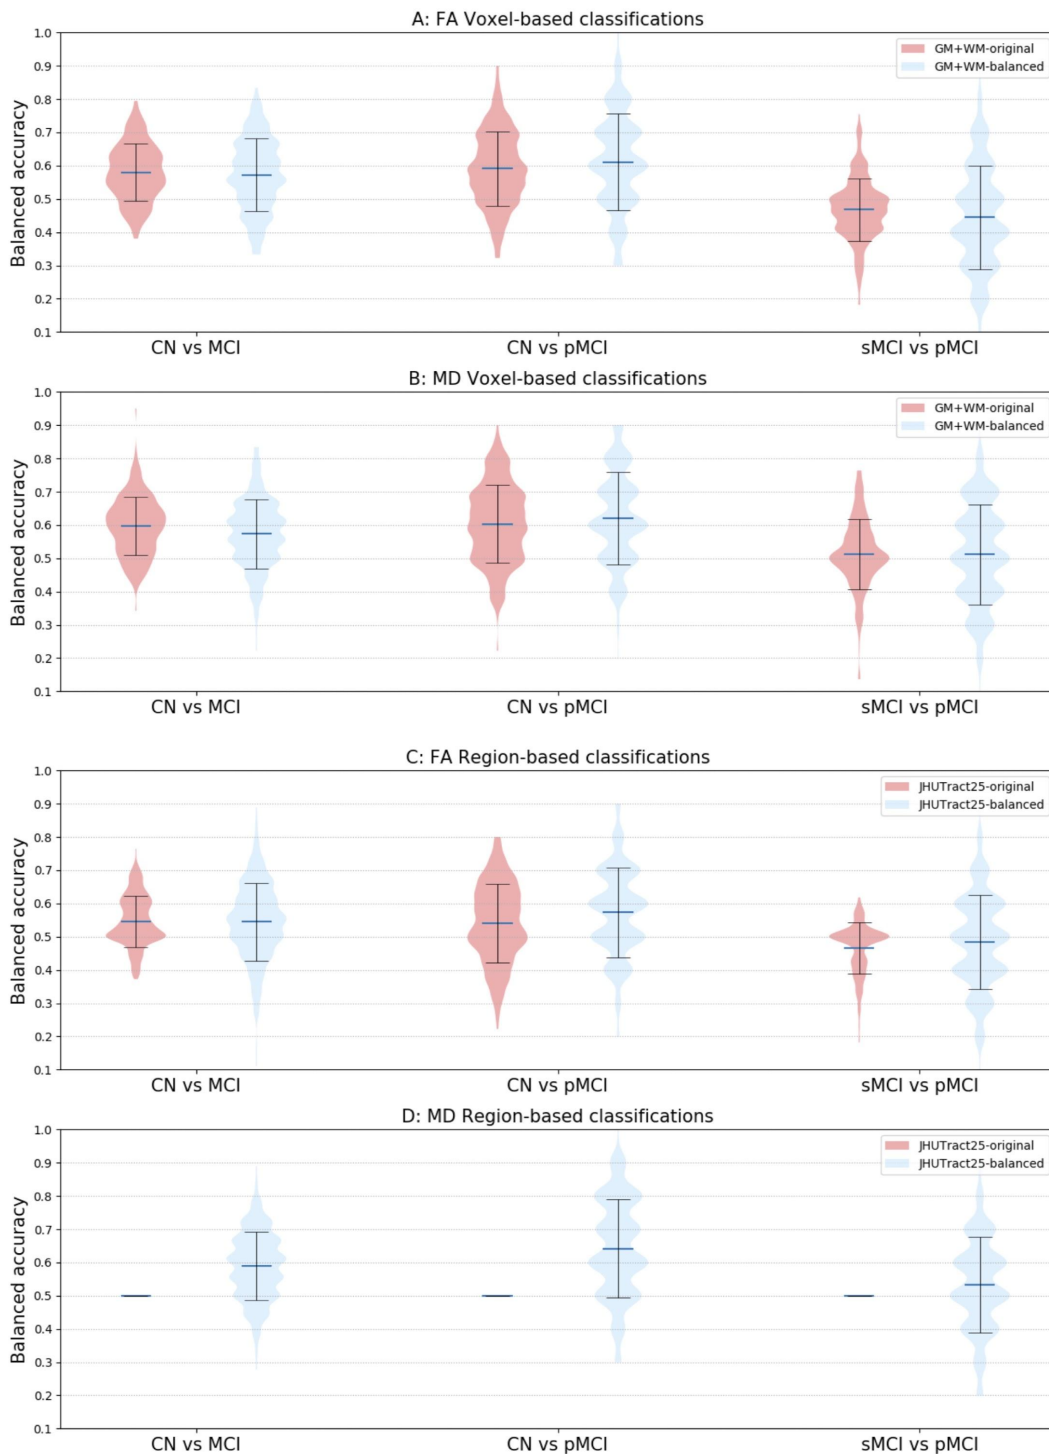 A: FA Voxel-based classifications
Balanced accuracy
1.0
0.9
0.8
0.7
0.6
0.5
0.4
0.3
0.2
0.1
GM+WM-original
GM+WM-balanced
CN vs MCI
CN vs pMCI
sMCI vs pMCI
B: MD Voxel-based classifications
Balanced accuracy
1.0
0.9
0.8
0.7
0.6
0.5
0.4
0.3
0.2
0.1
GM+WM-original
GM+WM-balanced
CN vs MCI
CN vs pMCI
sMCI vs pMCI
C: FA Region-based classifications
Balanced accuracy
1.0
0.9
0.8
0.7
0.6
0.5
0.4
0.3
0.2
0.1
JHUTract25-original
JHUTract25-balanced
CN vs MCI
CN vs pMCI
sMCI vs pMCI
D: MD Region-based classifications
Balanced accuracy
1.0
0.9
0.8
0.7
0.6
0.5
0.4
0.3
0.2
0.1
JHUTract25-original
JHUTract25-balanced
CN vs MCI
CN vs pMCI
sMCI vs pMCI